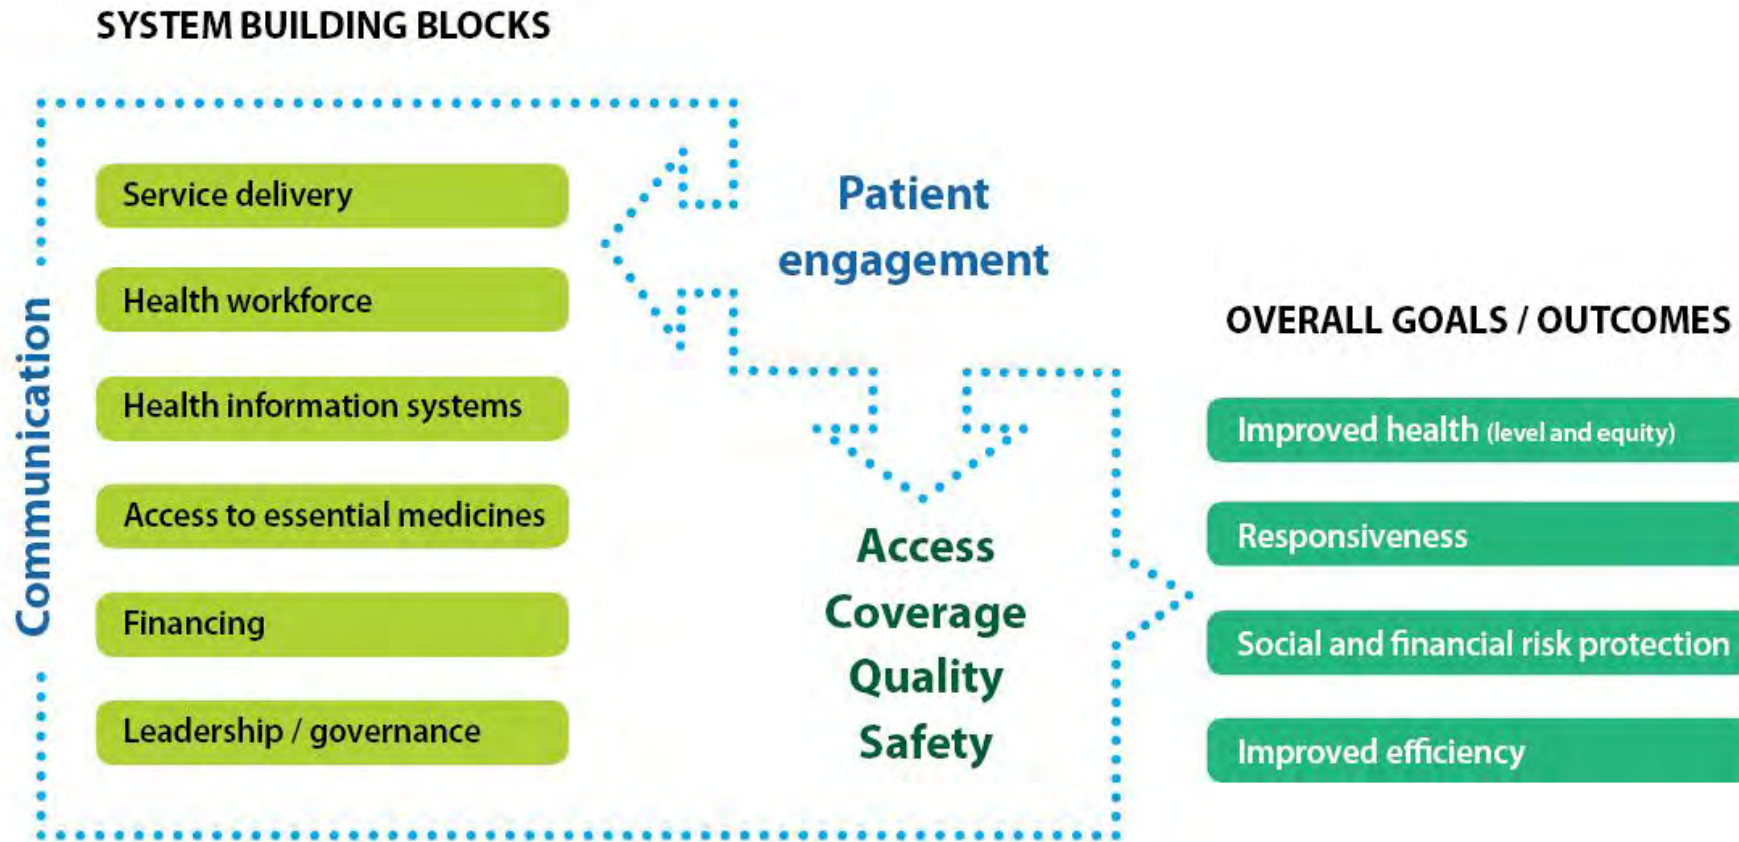 SYSTEM BUILDING BLOCKS
Communication
Service delivery
Health workforce
Health information systems
Access to essential medicines
Financing
Leadership / governance
Patient
engagement
Access
Coverage
Quality
Safety
OVERALL GOALS / OUTCOMES
Improved health (level and equity)
Responsiveness
Social and financial risk protection
Improved efficiency